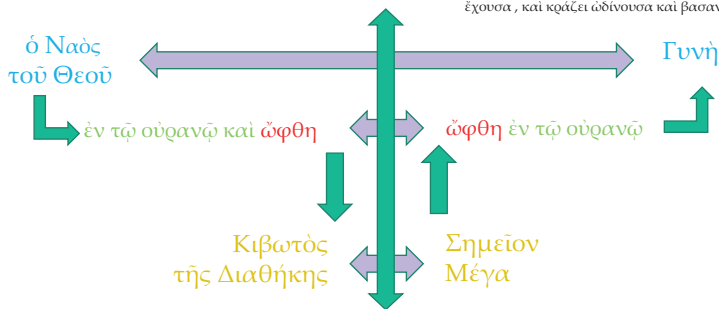 ἔχουσα , καὶ κράζει ὠδίνουσα καὶ
ὁ Ναὸς
τοῦ Θεοῦ
Γυνὴ
ἐν τῷ οὐρανῷ καὶ ὤφθη
ὤφθη ἐν τῷ οὐρανῷ
Κιβωτὸς
τῆς Διαθήκης
Σημεῖον
Μέγα